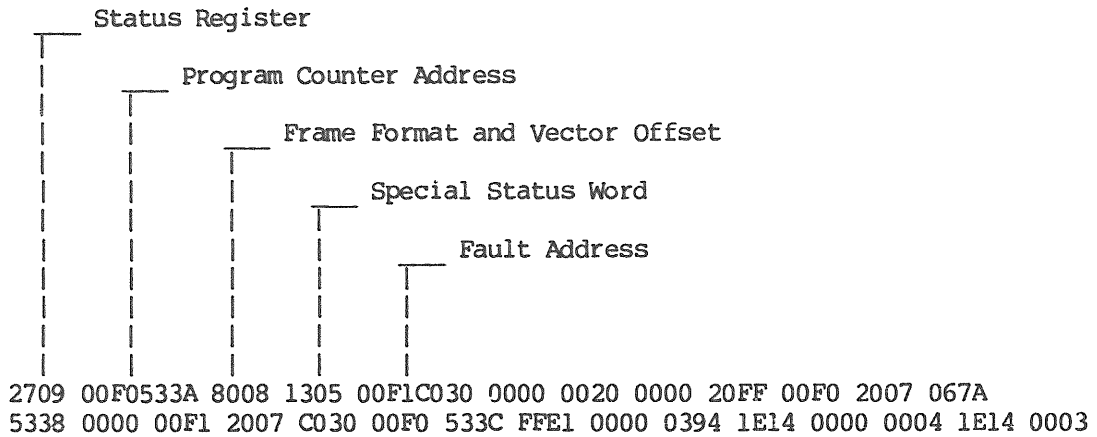 Status Register
Program Counter Address
Frame Format and Vector Offset
Special Status Word
Fault Address
2709 00F0533A 8008 1305 00F1C030 0000 0020 0000 20FF 00F0 2007 067A
5338 0000 00F1 2007 C030 00F0 533C FFE1 0000 0394 1E14 0000 0004 1E14 0003